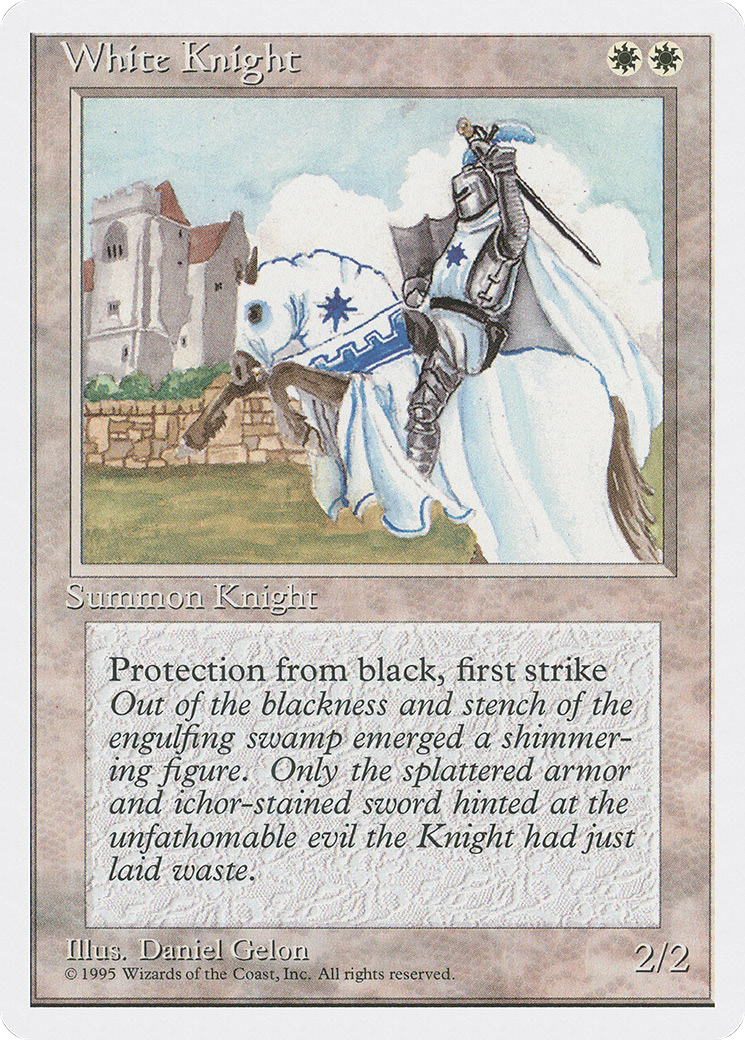 White Knight
Summon Knight
Protection from black, first strike
Out of the blackness and stench of the
engulfing swamp emerged a shimmer-
ing figure. Only the splattered armor
and ichor-stained sword hinted at the
unfathomable evil the Knight had just
laid waste.
Illus. Daniel Gelon
© 1995 Wizards of the Coast, Inc. All rights reserved.
2/2